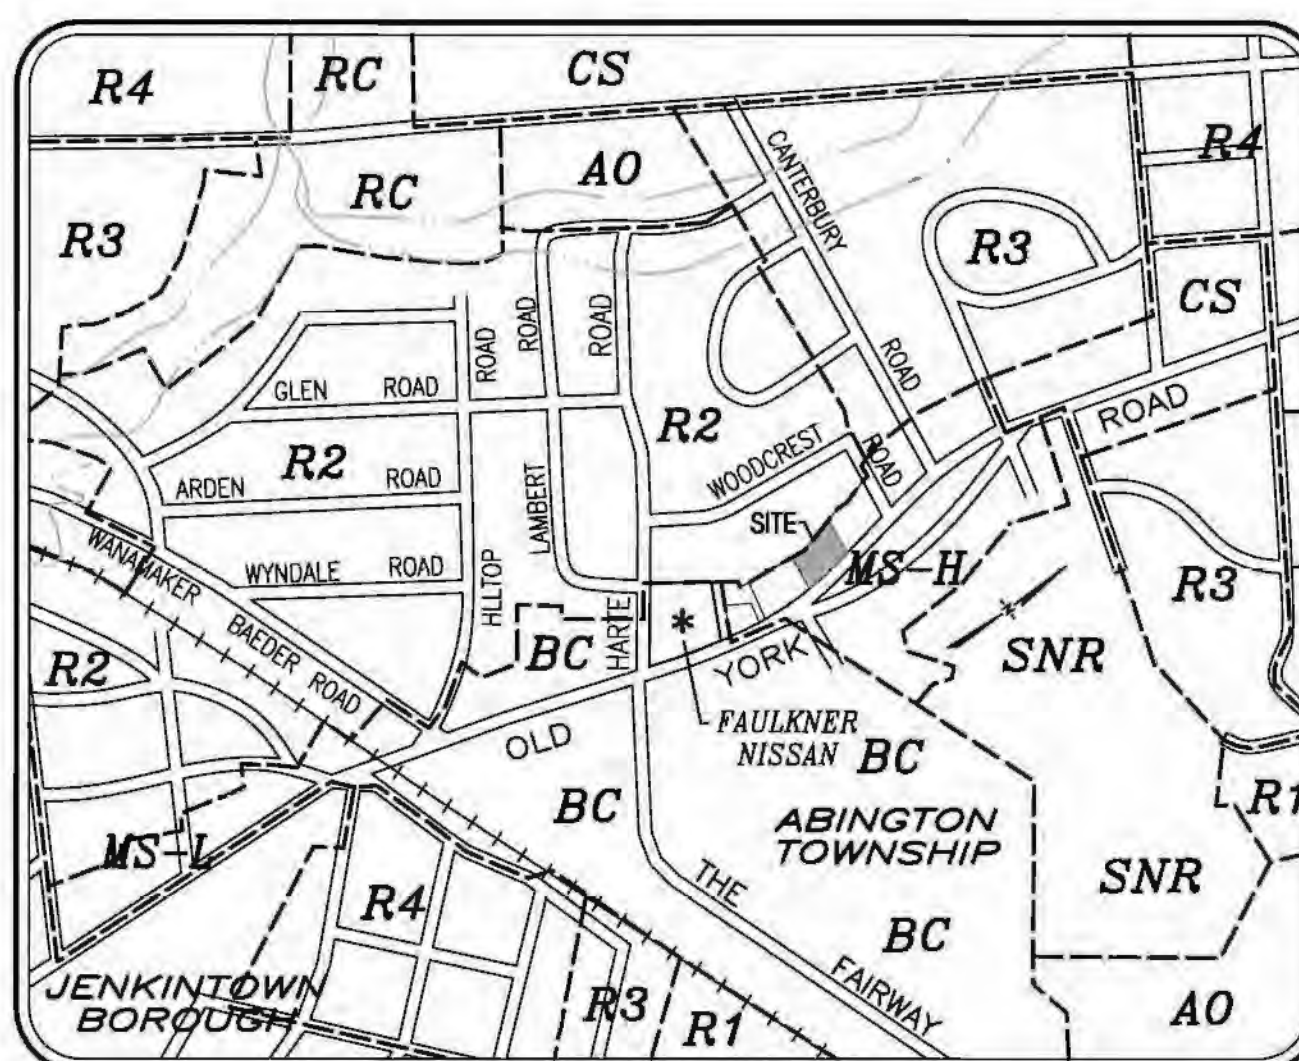 R4
RC
CS
R3
RC
AO
CANTERBURY
ROAD
R4
R3
CS
GLEN ROAD
ROAD
ROAD
ROAD
R2
ARDEN ROAD
WYNDALE ROAD
HLLTOP
LAMBERT
HARTE
R2
WOODCREST
ROAD
ROAD
SITE
MS-H
R3
WANAMAKER
BAEDER
ROAD
R2
BC
*
YORK
OLD
FAULKNER
NISSAN
SNR
BC
BC
ABINGTON
TOWNSHIP
R1
MS-L
R4
THE
FAIRWAY
SNR
BC
JENKINTOWN
BOROUGH
R3
R1
AO